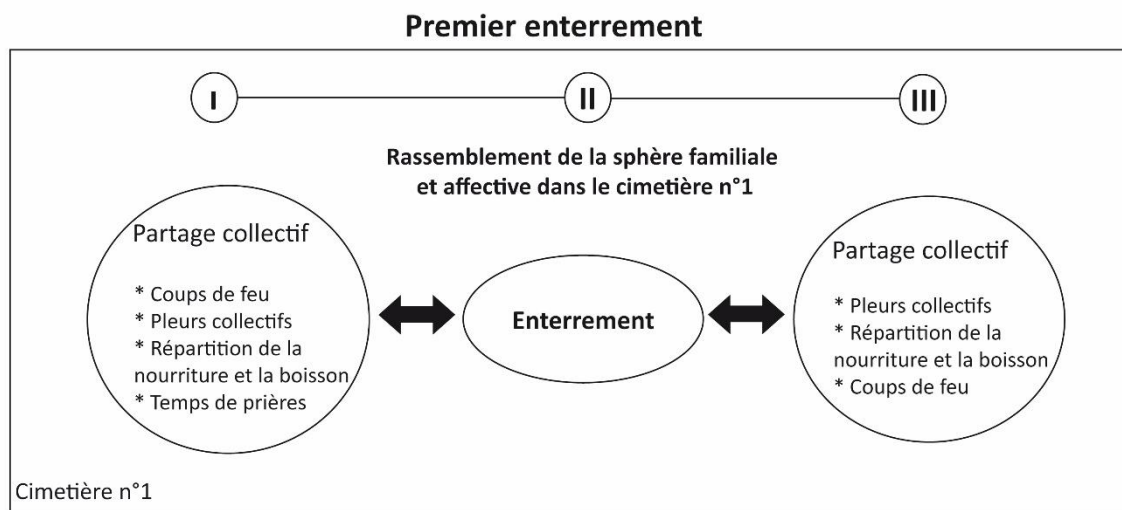 Premier enterrement
I
II
III
Rassemblement de la sphère familiale
et affective dans le cimetière n°1
Partage collectif
* Coups de feu
* Pleurs collectifs
* Répartition de la
nourriture et la boisson
* Temps de prières
Enterrement
Partage collectif
* Pleurs collectifs
* Répartition de la
nourriture et la boisson
* Coups de feu
Cimetière n°1